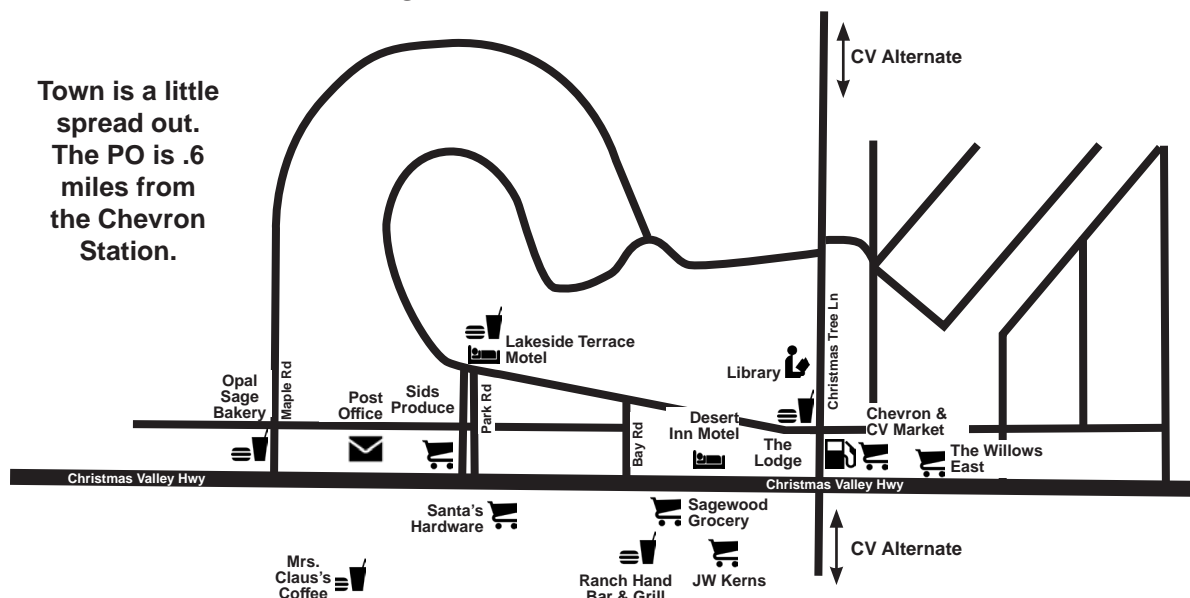 CV Alternate
Town is a little
spread out.
The PO is .6
miles from
the Chevron
Station.
Christmas Tree Ln
Lakeside Terrace
Motel
Library
Maple Rd
Opal
Sage
Bakery
Post
Office
Sids
Produce
Park Rd
Bay Rd
Desert
Inn Motel
The
Lodge
Chevron &
CV Market
The Willows
East
Christmas Valley Hwy
Christmas Valley Hwy
Santa's
Hardware
Sagewood
Grocery
CV Alternate
Mrs.
Claus's
Coffee
Ranch Hand
Bar & Grill
JW Kerns